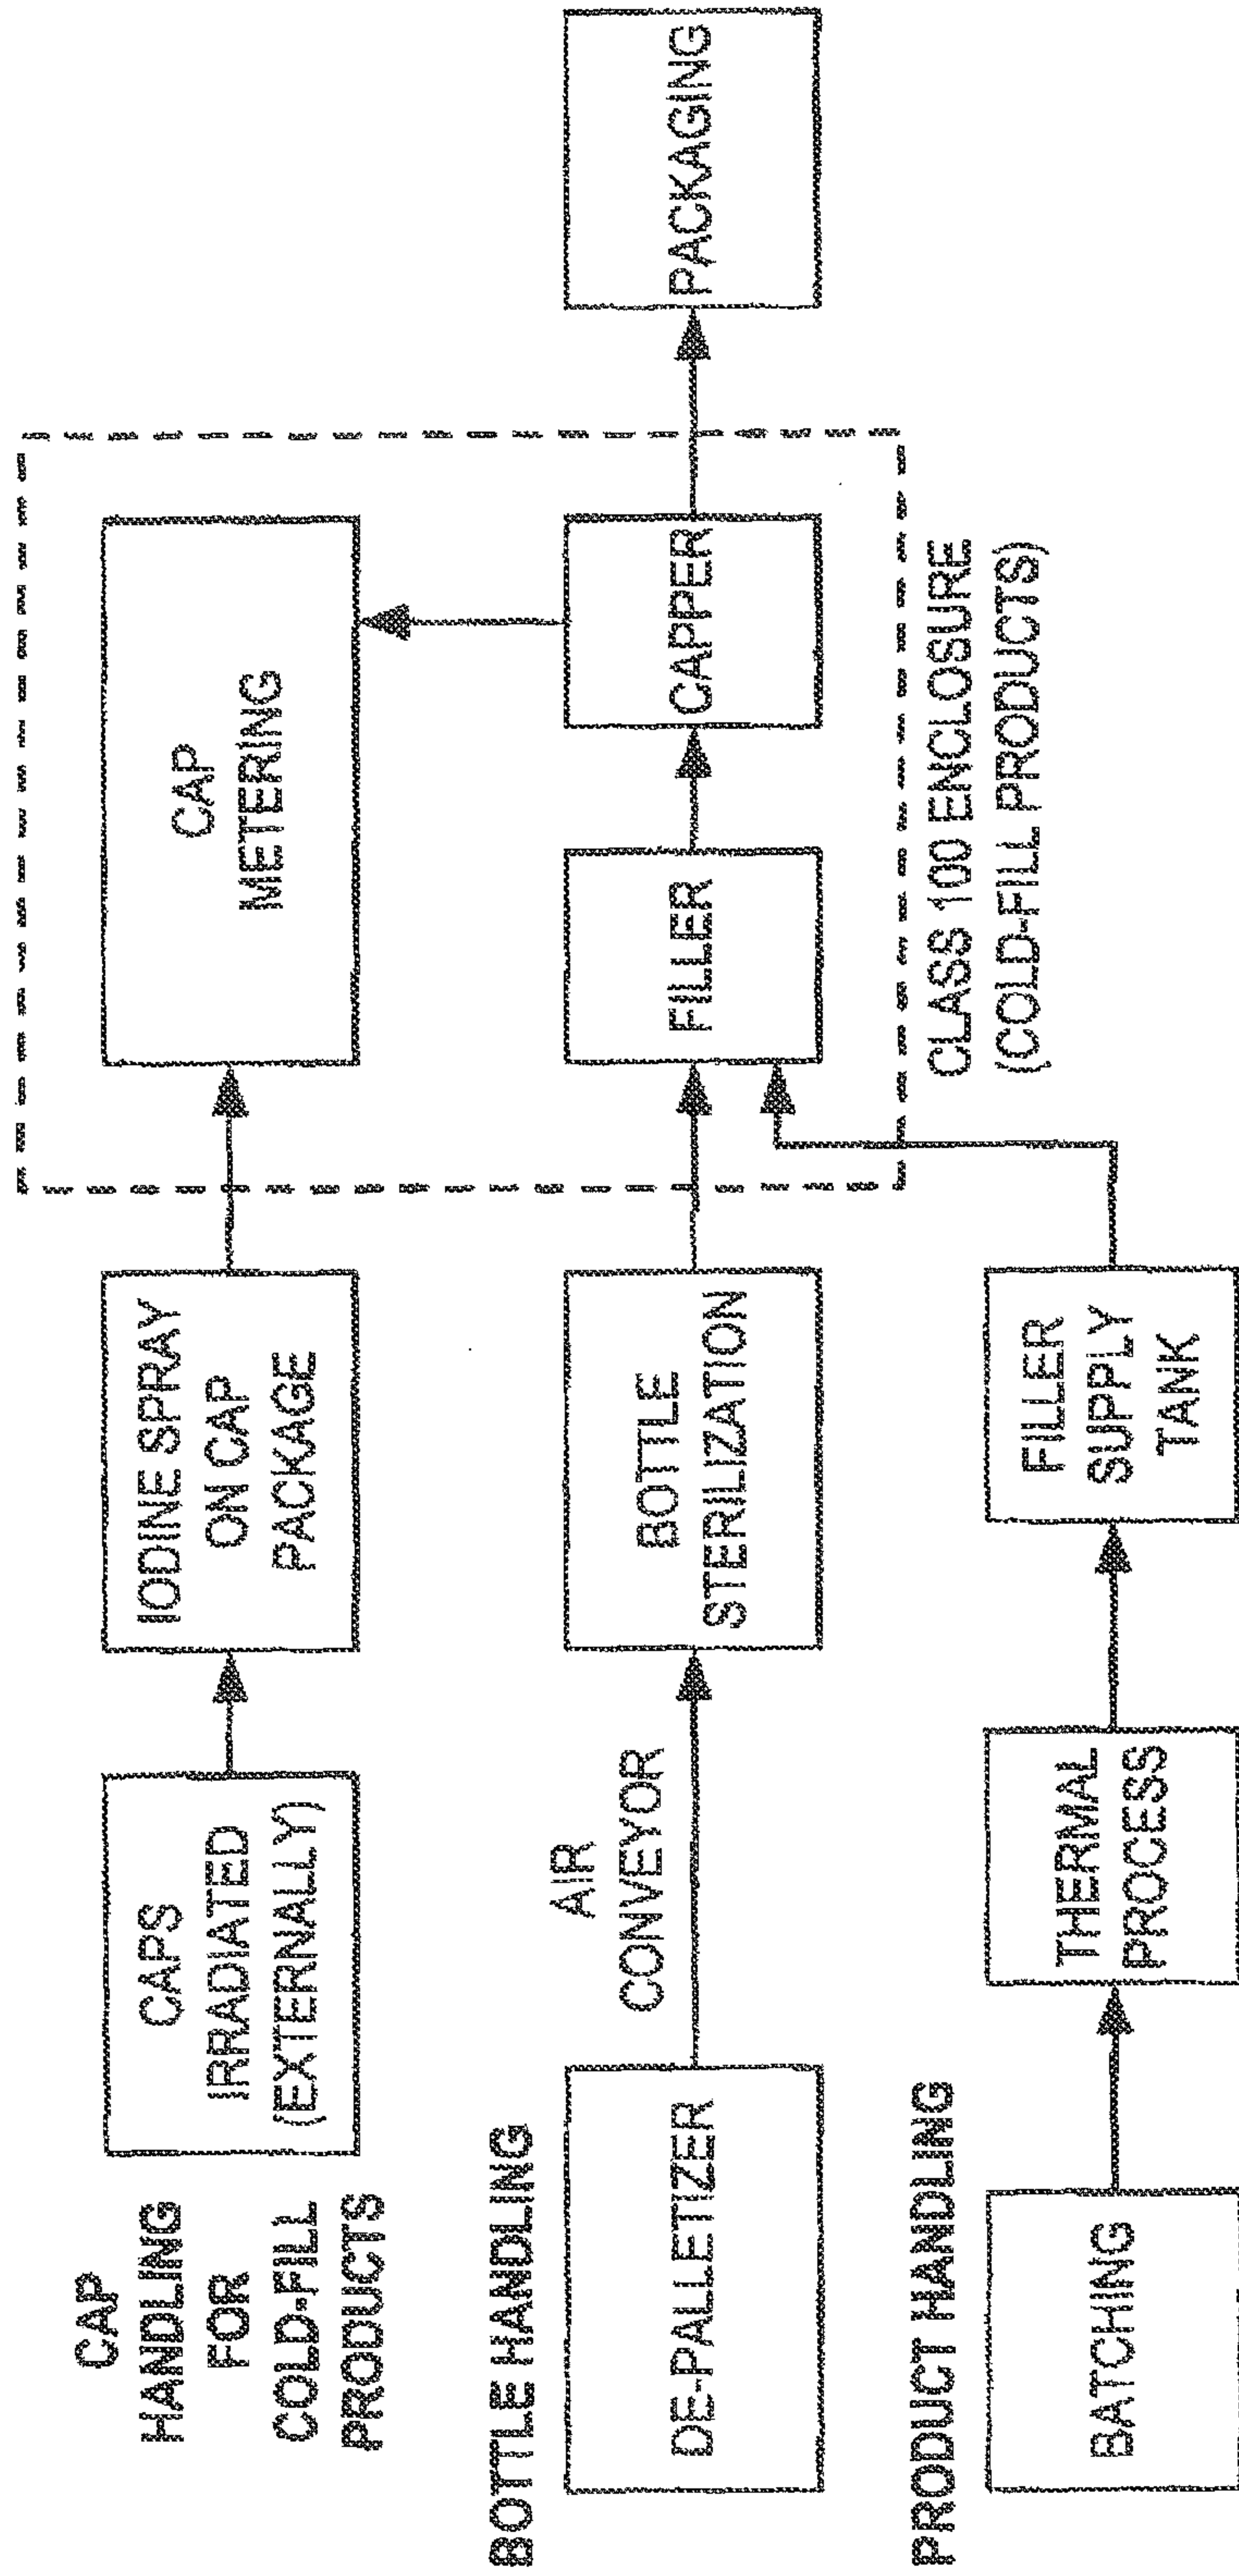 CAP
HANDLING
FOR
COLD-FILL
PRODUCTS
CAPS
IRRADIATED
(EXTERNALLY)
IODINE SPRAY
ON CAP
PACKAGE
CAP
METERING
BOTTLE HANDLING
DE-PALLETIZER
AIR
CONVEYOR
BOTTLE
STERILIZATION
FILLER
CAPPER
PACKAGING
CLASS 100 ENCLOSURE
(COLD-FILL PRODUCTS)
PRODUCT HANDLING
BATCHING
THERMAL
PROCESS
FILLER
SUPPLY
TANK